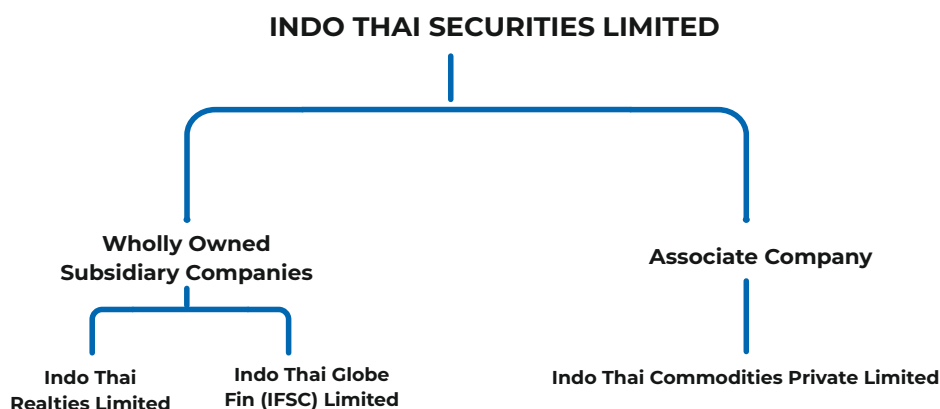 INDO THAI SECURITIES LIMITED
Wholly Owned
Subsidiary Companies
Associate Company
Indo Thai
Realties Limited
Indo Thai Globe
Fin (IFSC) Limited
Indo Thai Commodities Private Limited